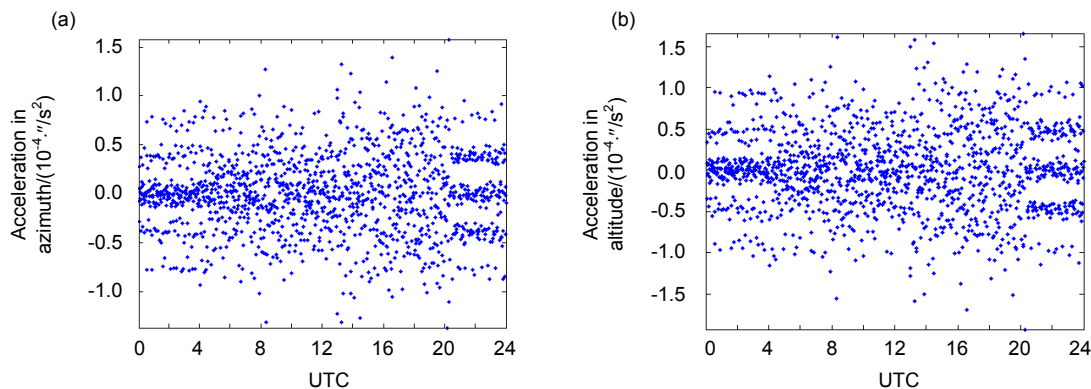 (a)
Acceleration in
azimuth/(10⁻⁴·″/s²)
1.5
1.0
0.5
0.0
-0.5
-1.0
0 4 8 12 16 20 24
UTC
(b)
Acceleration in
altitude/(10⁻⁴·″/s²)
1.5
1.0
0.5
0.0
-0.5
-1.0
-1.5
0 4 8 12 16 20 24
UTC